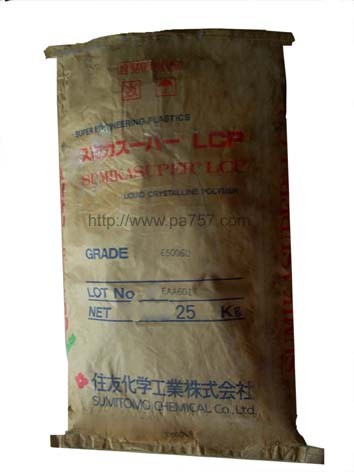 SUPER ENGINEERING PLASTICS
スミカスーパー LCP
SUMIKASUPER LCP
LIQUID CRYSTALLINE POLYMER
http://www.pa757.com
GRADE
LOT No
NET 25 Kg
住友化学工業株式会社
SUMITOMO CHEMICAL Co., Ltd.